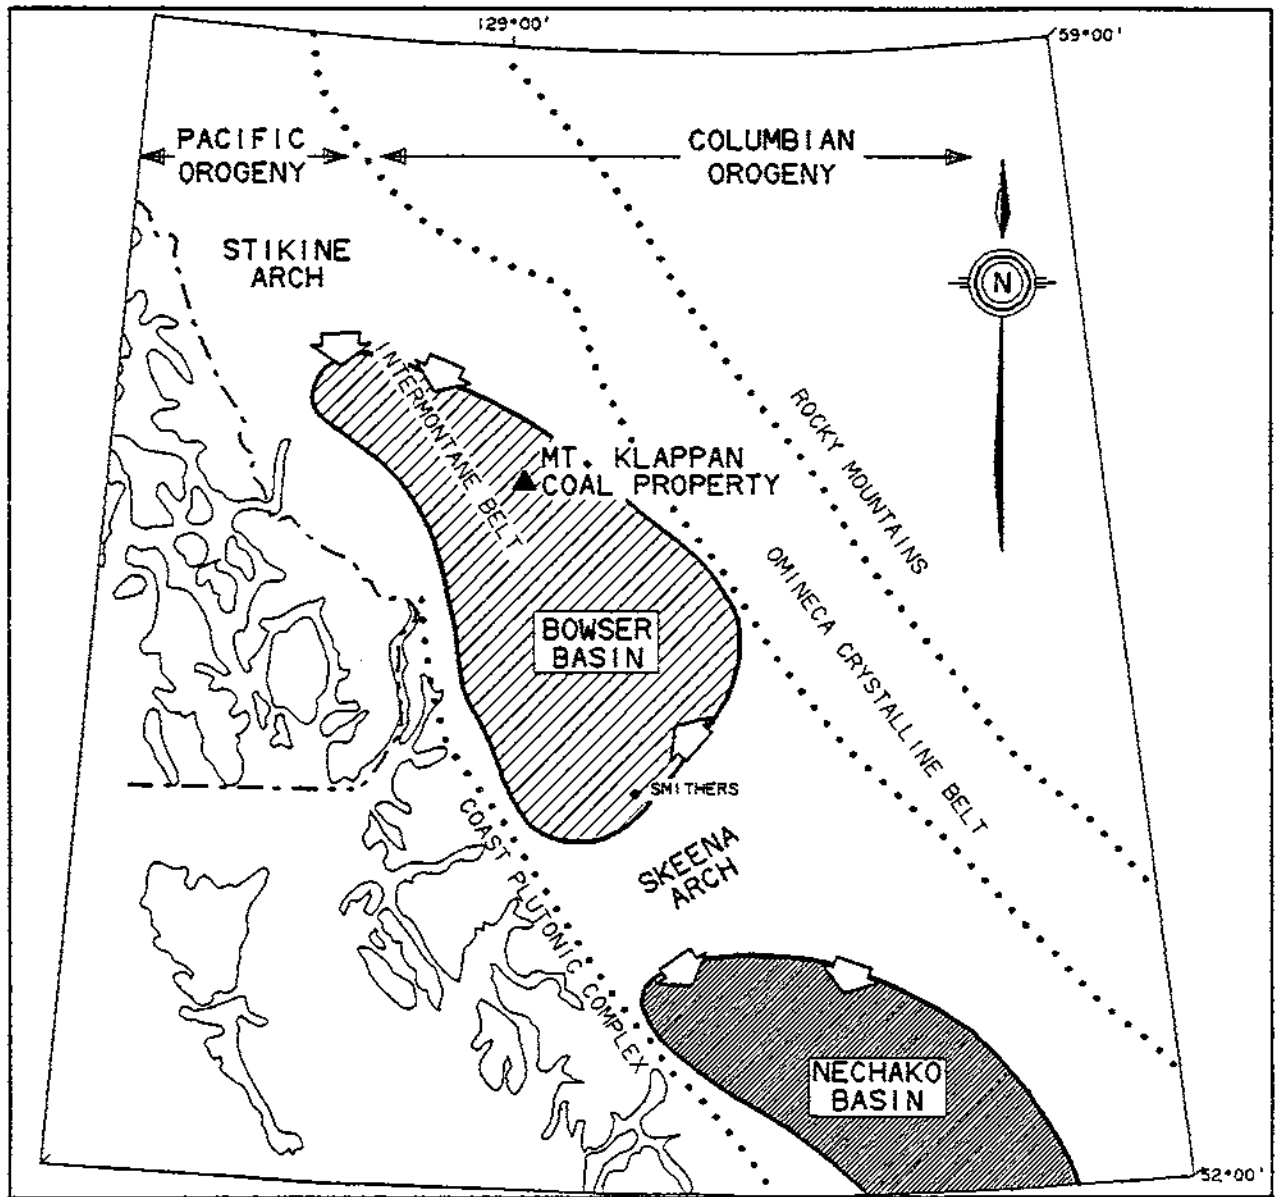 129°00'
59°00'
PACIFIC
OROGENY
COLUMBIAN
OROGENY
STIKINE
ARCH
N
INTERMONTANE BELT
ROCKY MOUNTAINS
MT. KLAPPAN
COAL PROPERTY
OMINECA CRYSTALLINE BELT
BOWSER
BASIN
SMITHERS
COAST PLUTONIC COMPLEX
SKEENA
ARCH
NECHAKO
BASIN
52°00'